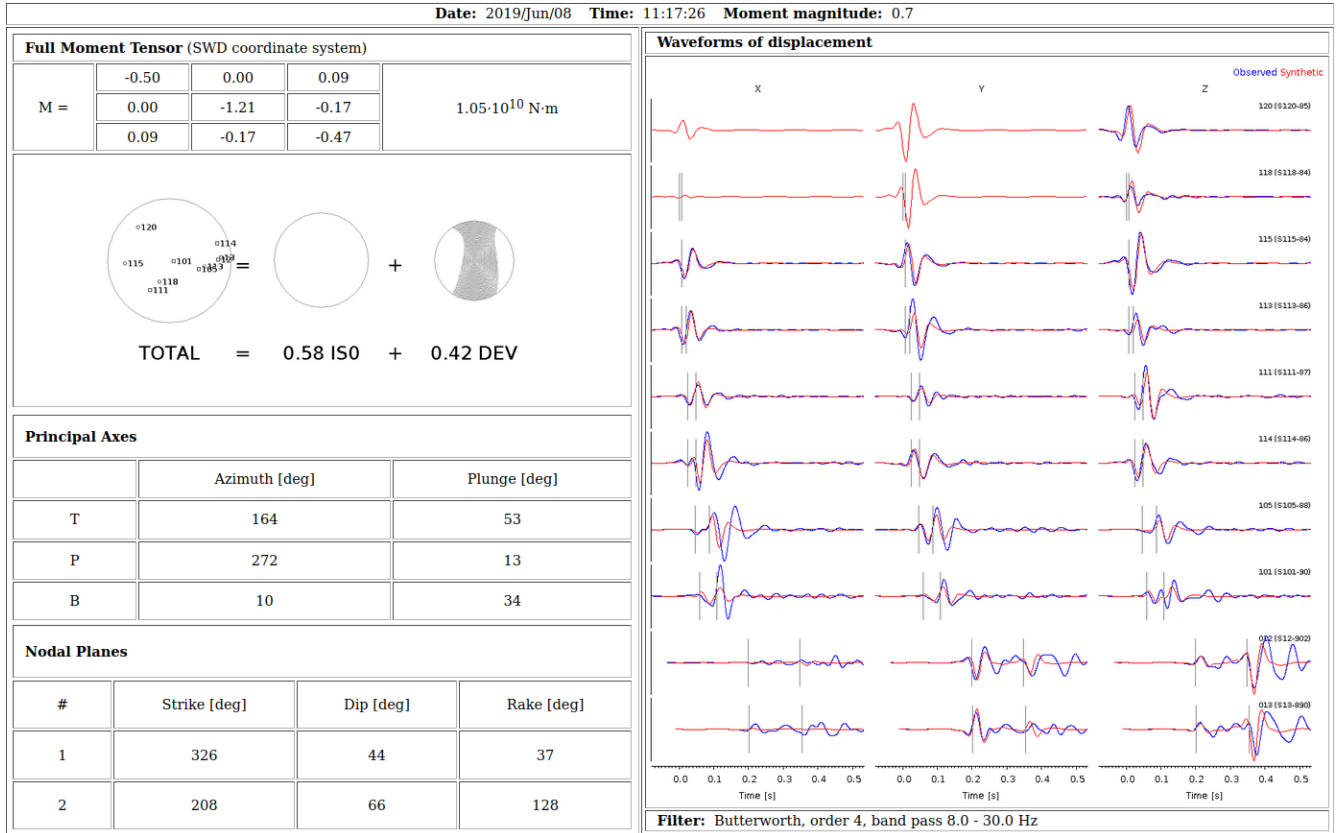 Date: 2019/Jun/08 Time: 11:17:26 Moment magnitude: 0.7
Full Moment Tensor (SWD coordinate system)
M =
-0.50 0.00 0.09
0.00 -1.21 -0.17
0.09 -0.17 -0.47
1.05·10^10 N·m
120
114
115
101
105
113
118
111
= +
TOTAL = 0.58 IS0 + 0.42 DEV
Principal Axes
Azimuth [deg] Plunge [deg]
T 164 53
P 272 13
B 10 34
Nodal Planes
# Strike [deg] Dip [deg] Rake [deg]
1 326 44 37
2 208 66 128
Waveforms of displacement
Observed Synthetic
X Y Z
120 (S120-85)
118 (S118-84)
115 (S115-84)
113 (S113-86)
111 (S111-87)
114 (S114-86)
105 (S105-88)
101 (S101-90)
012 (S12-902)
013 (S13-890)
0.0 0.1 0.2 0.3 0.4 0.5 0.0 0.1 0.2 0.3 0.4 0.5 0.0 0.1 0.2 0.3 0.4 0.5
Time [s] Time [s] Time [s]
Filter: Butterworth, order 4, band pass 8.0 - 30.0 Hz